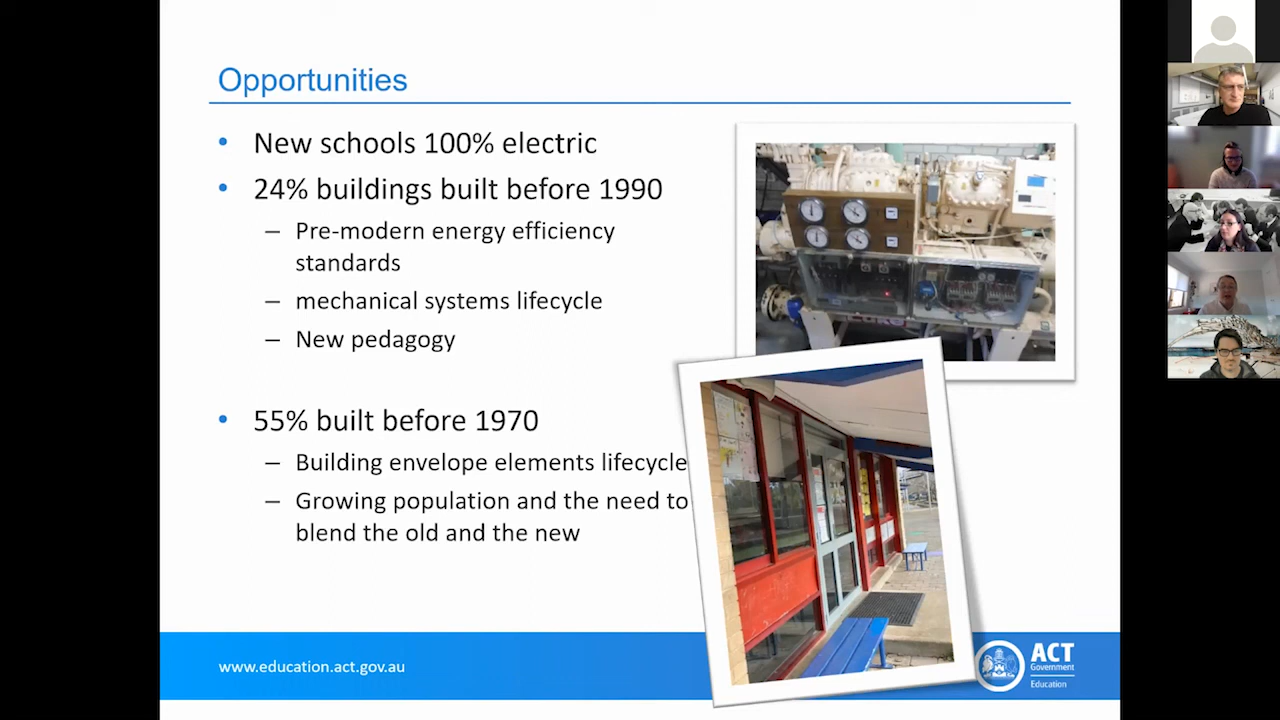 Opportunities
• New schools 100% electric
• 24% buildings built before 1990
– Pre-modern energy efficiency
standards
– mechanical systems lifecycle
– New pedagogy
• 55% built before 1970
– Building envelope elements lifecycle
– Growing population and the need to
blend the old and the new
www.education.act.gov.au
ACT
Government
Education